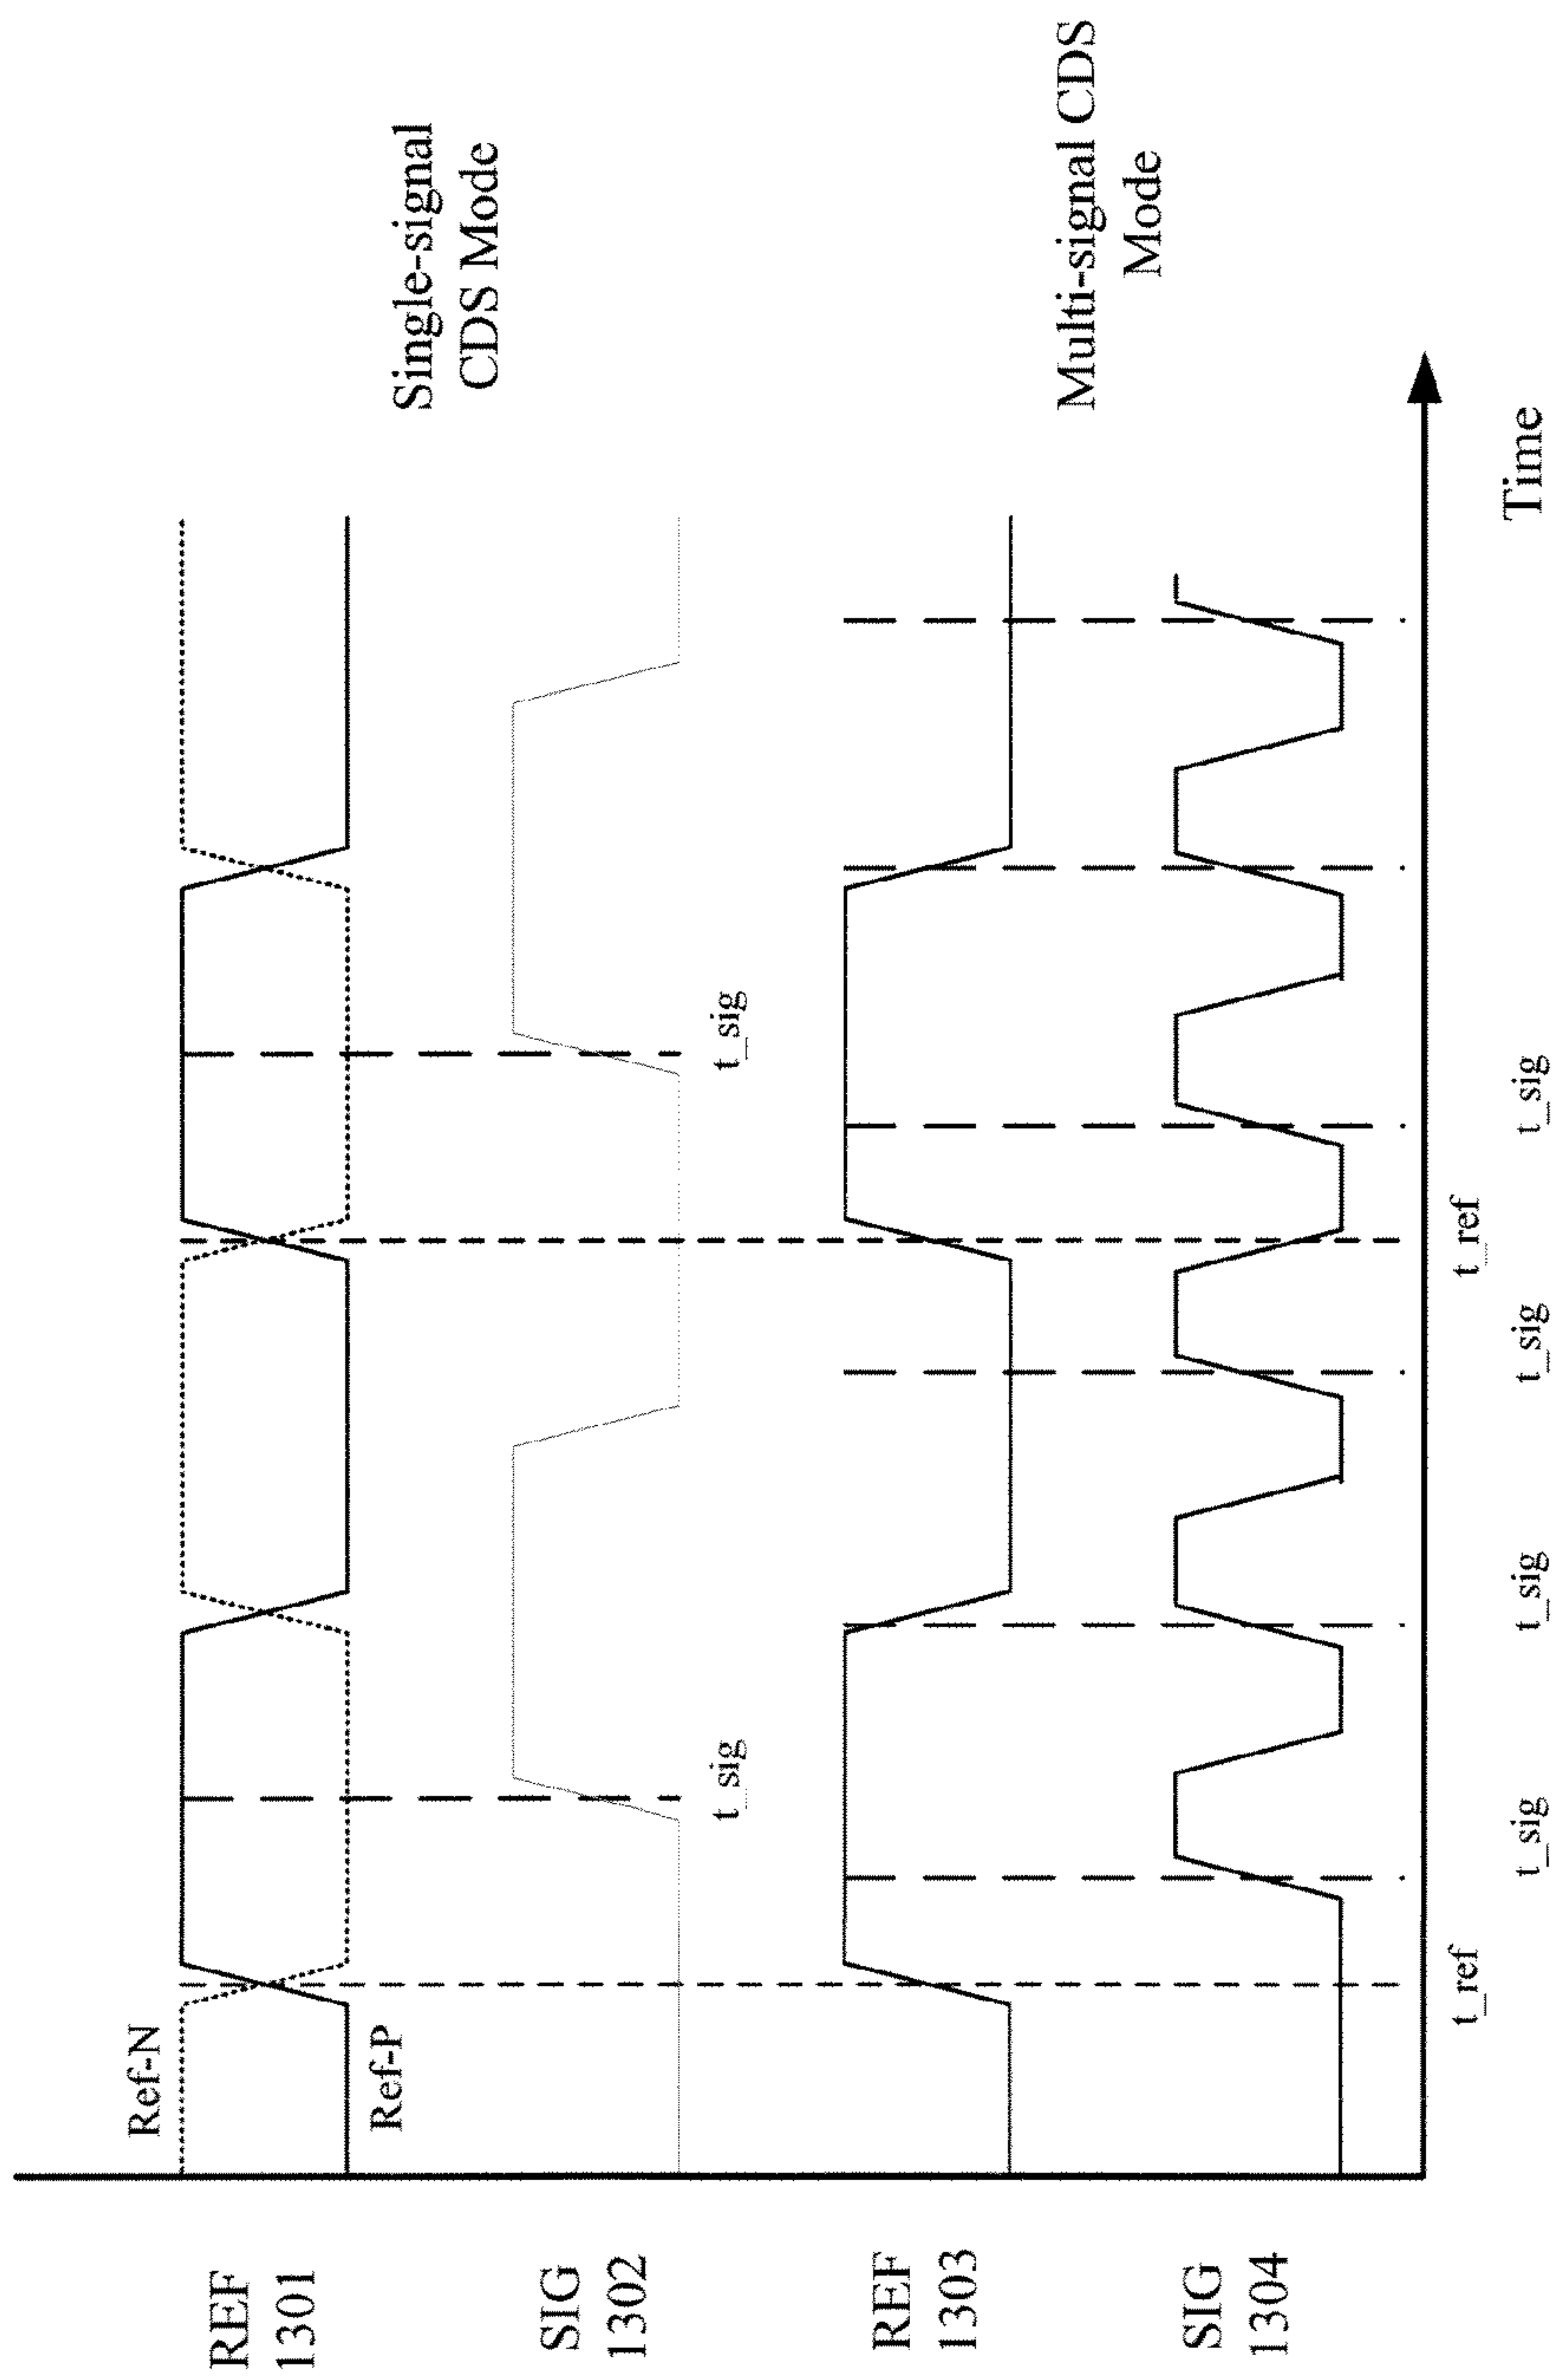 Ref-N
REF
1301
Ref-P
Single-signal
CDS Mode
SIG
1302
t_sig
t_sig
REF
1303
Multi-signal CDS
Mode
SIG
1304
t_ref
t_ref
t_sig
t_sig
t_sig
t_sig
Time